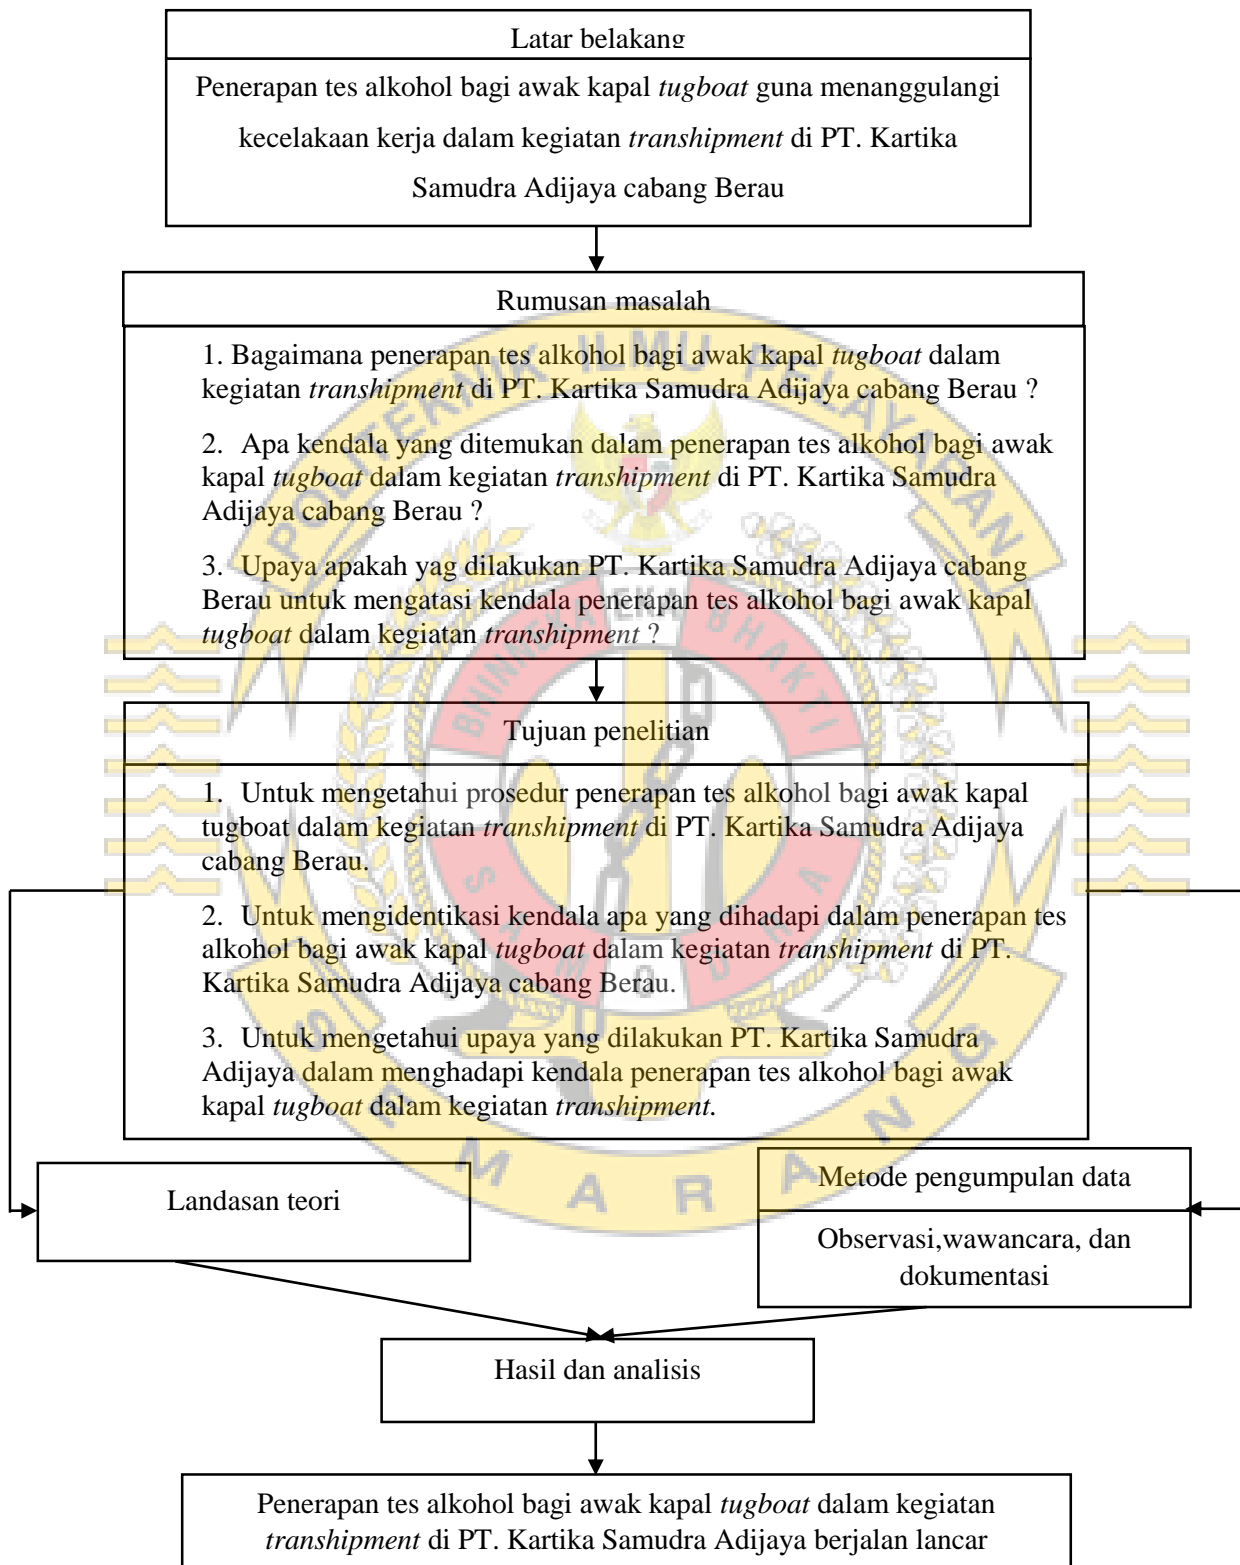 Latar belakang
Penerapan tes alkohol bagi awak kapal tugboat guna menanggulangi
kecelakaan kerja dalam kegiatan transhipment di PT. Kartika
Samudra Adijaya cabang Berau
Rumusan masalah
1. Bagaimana penerapan tes alkohol bagi awak kapal tugboat dalam
kegiatan transhipment di PT. Kartika Samudra Adijaya cabang Berau ?
2. Apa kendala yang ditemukan dalam penerapan tes alkohol bagi awak
kapal tugboat dalam kegiatan transhipment di PT. Kartika Samudra
Adijaya cabang Berau ?
3. Upaya apakah yag dilakukan PT. Kartika Samudra Adijaya cabang
Berau untuk mengatasi kendala penerapan tes alkohol bagi awak kapal
tugboat dalam kegiatan transhipment ?
Tujuan penelitian
1. Untuk mengetahui prosedur penerapan tes alkohol bagi awak kapal
tugboat dalam kegiatan transhipment di PT. Kartika Samudra Adijaya
cabang Berau.
2. Untuk mengidentikasi kendala apa yang dihadapi dalam penerapan tes
alkohol bagi awak kapal tugboat dalam kegiatan transhipment di PT.
Kartika Samudra Adijaya cabang Berau.
3. Untuk mengetahui upaya yang dilakukan PT. Kartika Samudra
Adijaya dalam menghadapi kendala penerapan tes alkohol bagi awak
kapal tugboat dalam kegiatan transhipment.
Landasan teori
Metode pengumpulan data
Observasi,wawancara, dan
dokumentasi
Hasil dan analisis
Penerapan tes alkohol bagi awak kapal tugboat dalam kegiatan
transhipment di PT. Kartika Samudra Adijaya berjalan lancar
POLITEKNIK ILMU PELAYARAN
BHINNEKA EKA BHAKTI
SAMODRA
SEMARANG